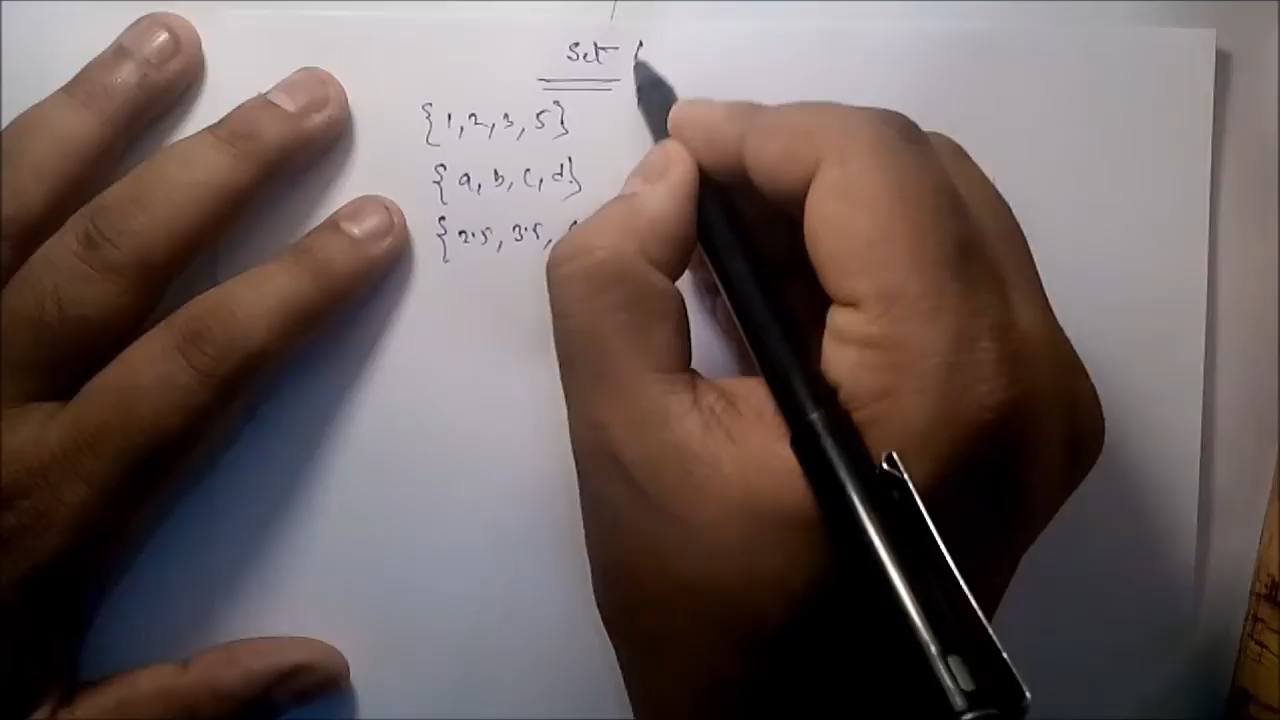 Set (
{1, 2, 3, 5}
{a, b, c, d}
{2.5, 3.5,